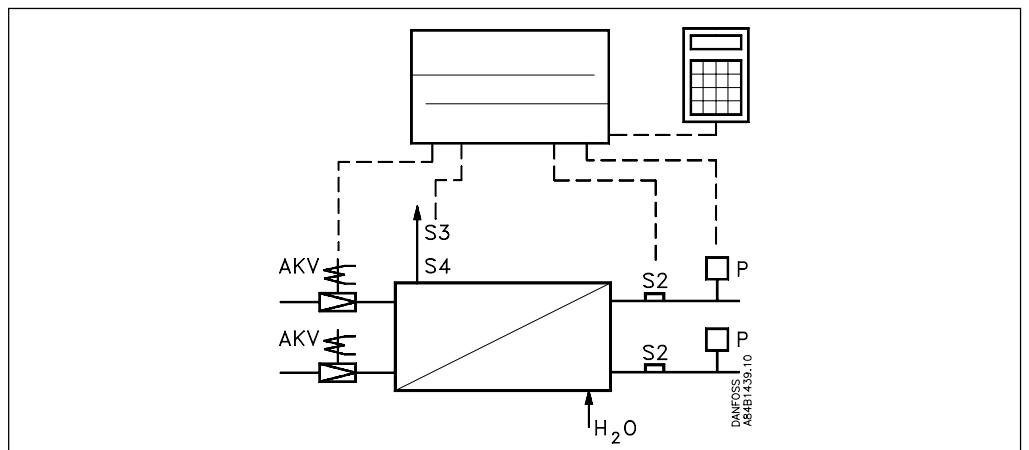 S3
AKV
S4
S2
P
AKV
S2
P
DANFOSS
A84B1439.10
H₂O